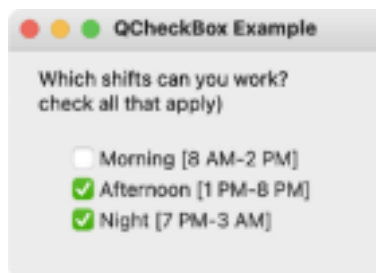 QCheckBox Example
Which shifts can you work?
check all that apply)
Morning [8 AM-2 PM]
Afternoon [1 PM-8 PM]
Night [7 PM-3 AM]